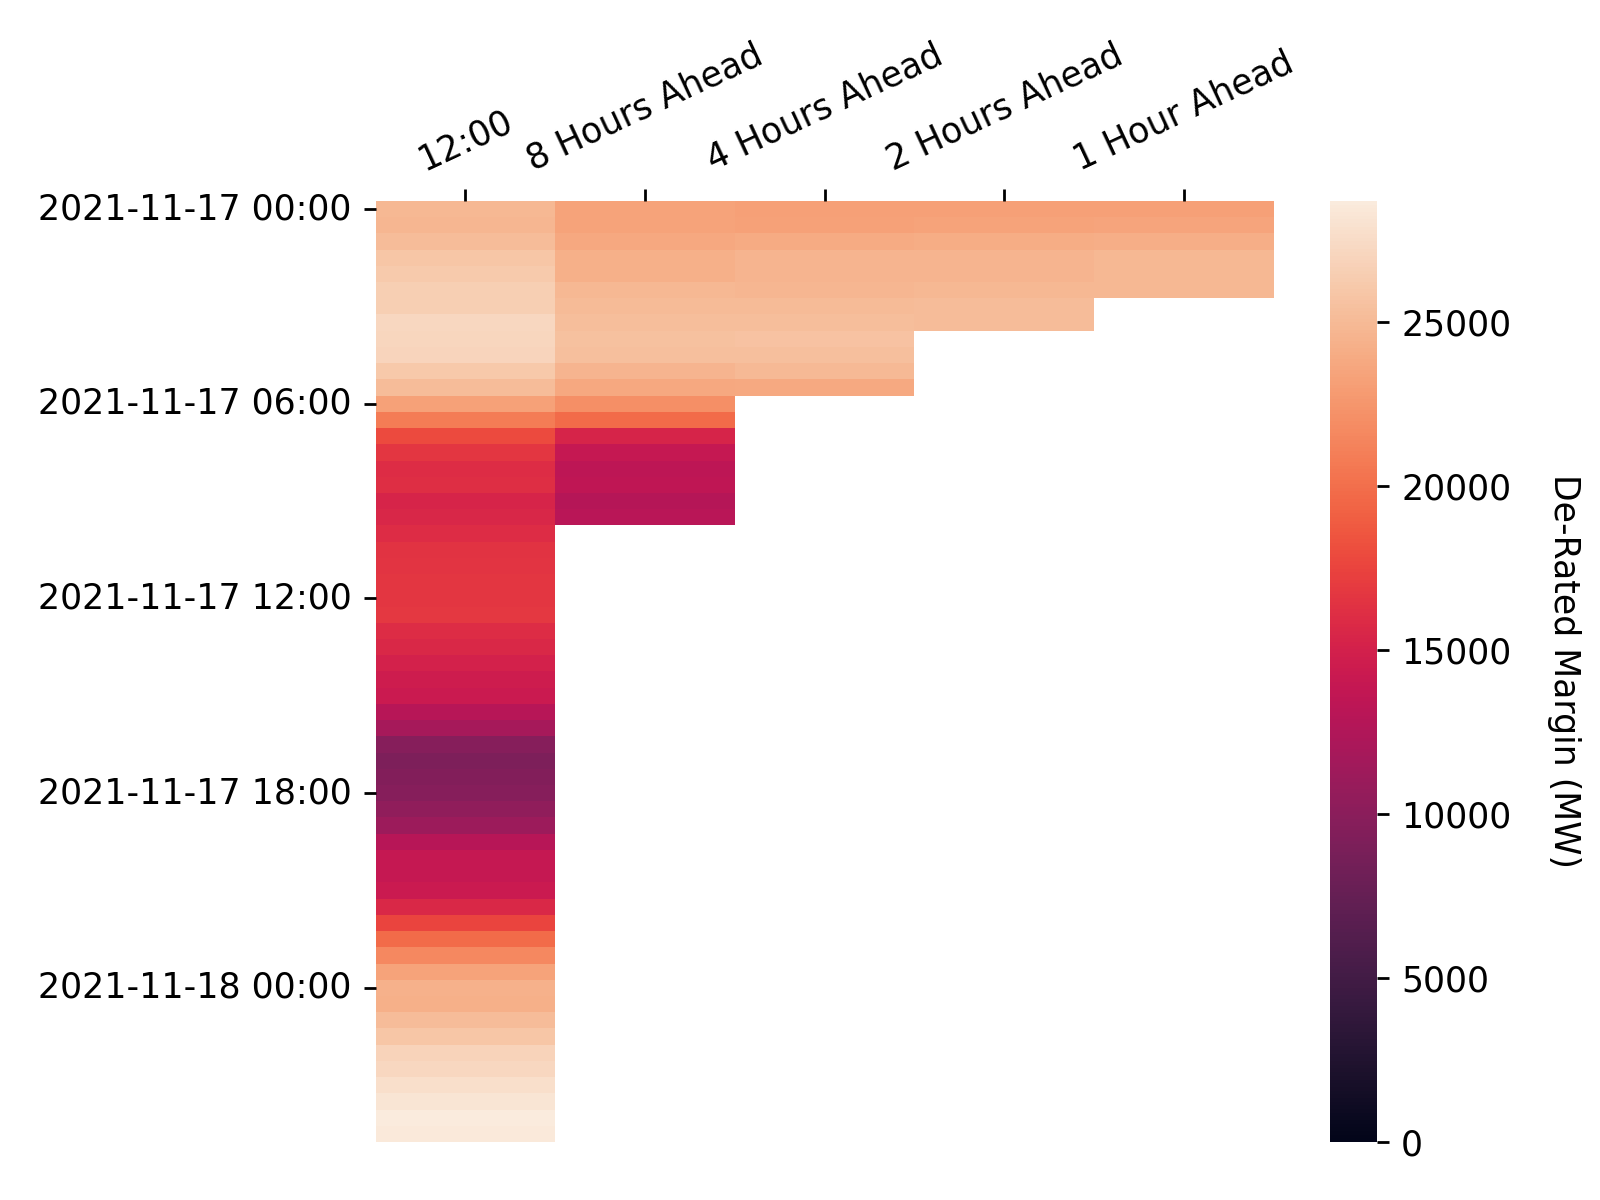 12:00
8 Hours Ahead
4 Hours Ahead
2 Hours Ahead
1 Hour Ahead
2021-11-17 00:00
2021-11-17 06:00
2021-11-17 12:00
2021-11-17 18:00
2021-11-18 00:00
25000
20000
15000
10000
5000
0
De-Rated Margin (MW)